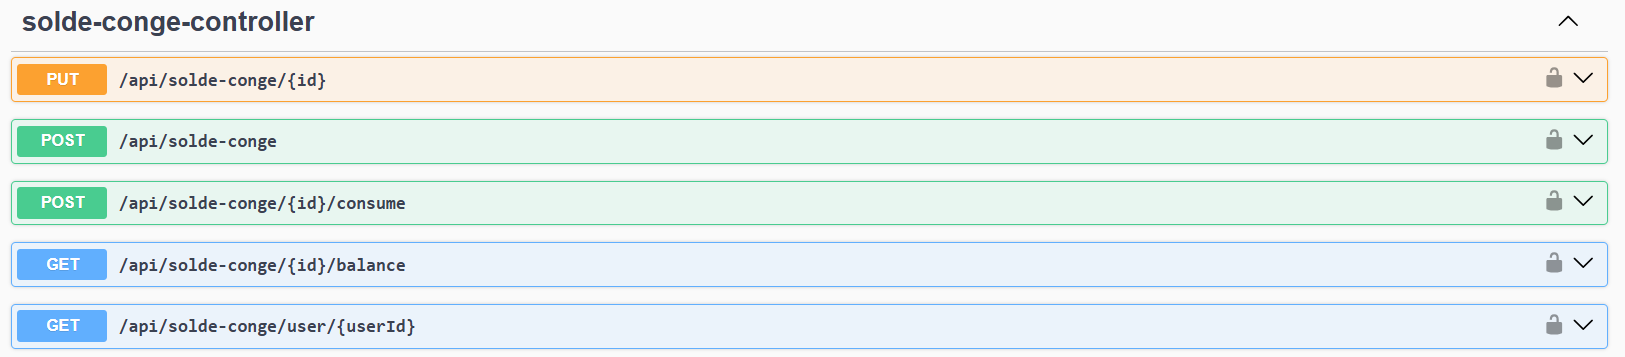 solde-conge-controller
PUT /api/solde-conge/{id}
POST /api/solde-conge
POST /api/solde-conge/{id}/consume
GET /api/solde-conge/{id}/balance
GET /api/solde-conge/user/{userId}